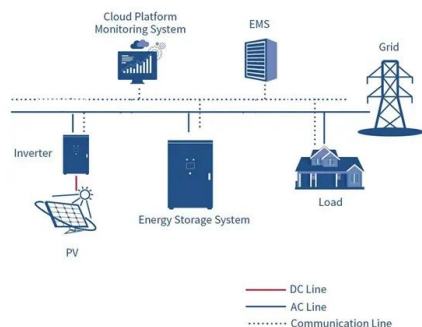 Cloud Platform
Monitoring System
EMS
Grid
Inverter
Energy Storage System
Load
PV
DC Line
AC Line
Communication Line